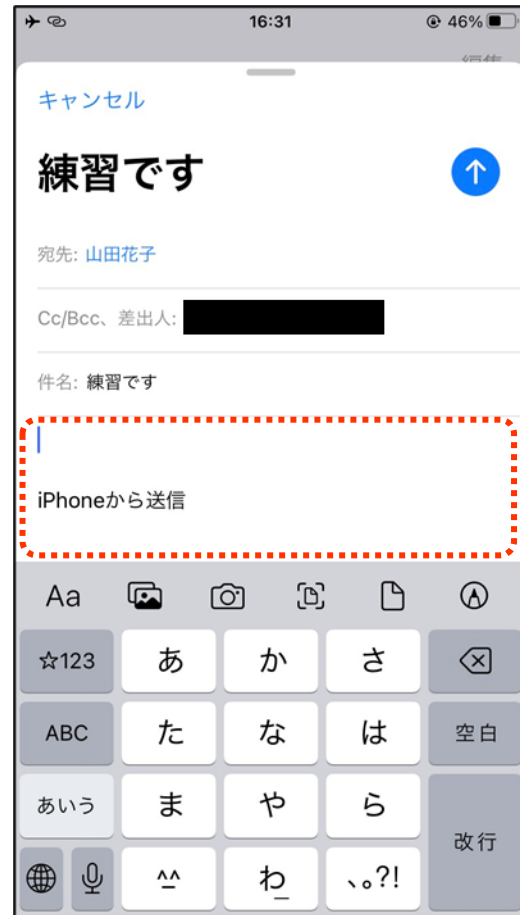 16:31
46%
キャンセル
練習です
宛先: 山田花子
Cc/Bcc、差出人:
件名: 練習です
iPhoneから送信
Aa
☆123 あ か さ
ABC た な は 空白
あいう ま や ら 改行
^^ わ_ 、。?!